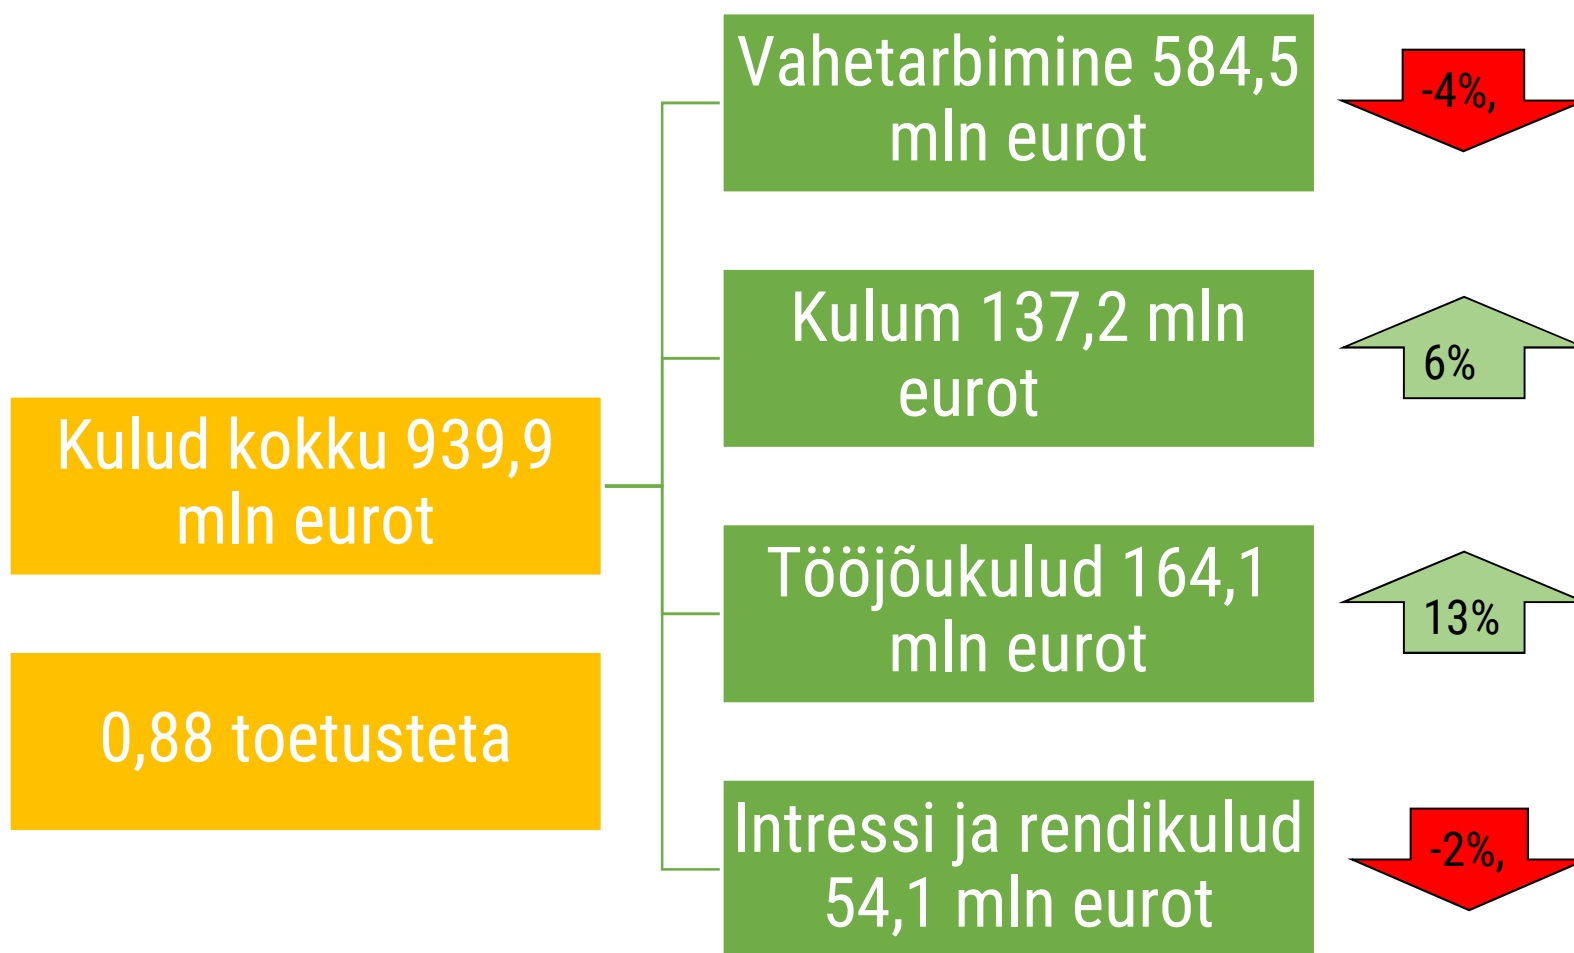 Kulud kokku 939,9
mln eurot
0,88 toetusteta
Vahetarbimine 584,5
mln eurot
-4%,
Kulum 137,2 mln
eurot
6%
Tööjõukulud 164,1
mln eurot
13%
Intressi ja rendikulud
54,1 mln eurot
-2%,